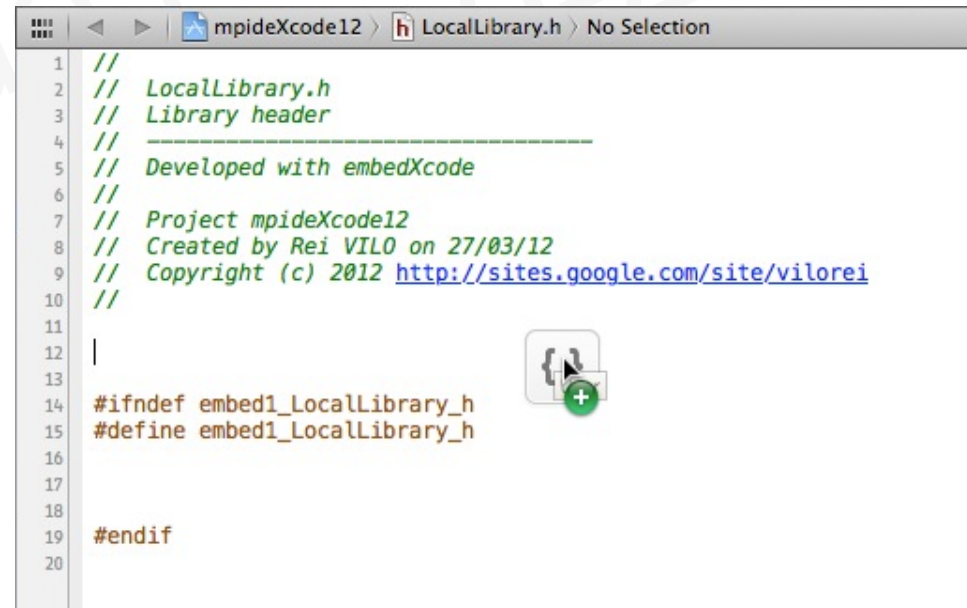 mpideXcode12 › h LocalLibrary.h › No Selection
1 //
2 // LocalLibrary.h
3 // Library header
4 // ----------------------------------
5 // Developed with embedXcode
6 //
7 // Project mpideXcode12
8 // Created by Rei VILO on 27/03/12
9 // Copyright (c) 2012 http://sites.google.com/site/vilorei
10 //
11
12 { }
13
14 #ifndef embed1_LocalLibrary_h
15 #define embed1_LocalLibrary_h
16
17
18
19 #endif
20